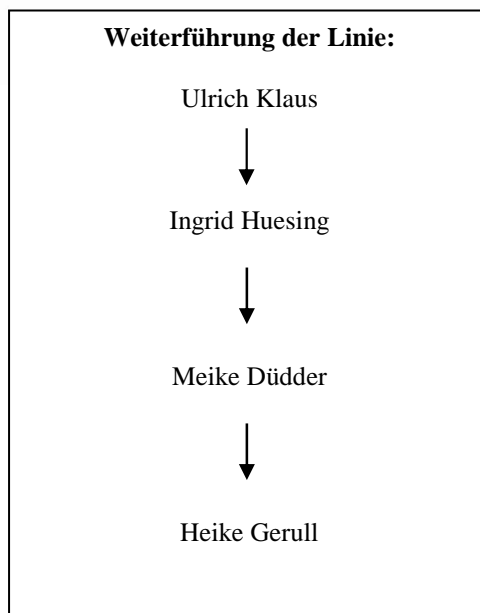 Weiterführung der Linie:
Ulrich Klaus
Ingrid Huesing
Meike Düdder
Heike Gerull